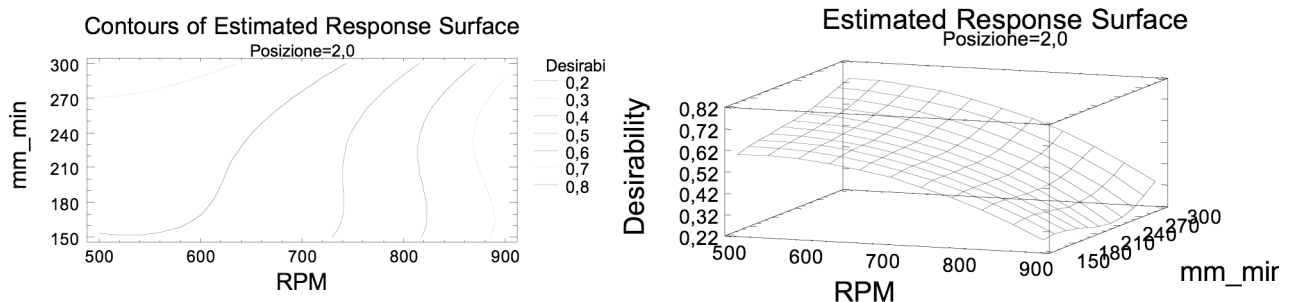 Contours of Estimated Response Surface
Posizione=2,0
mm_min
300
270
240
210
180
150
500 600 700 800 900
RPM
Desirabi
0,2
0,3
0,4
0,5
0,6
0,7
0,8
Estimated Response Surface
Posizione=2,0
Desirability
0,82
0,72
0,62
0,52
0,42
0,32
0,22
500 600 700 800 900
RPM
150 180 210 240 270 300
mm_mir